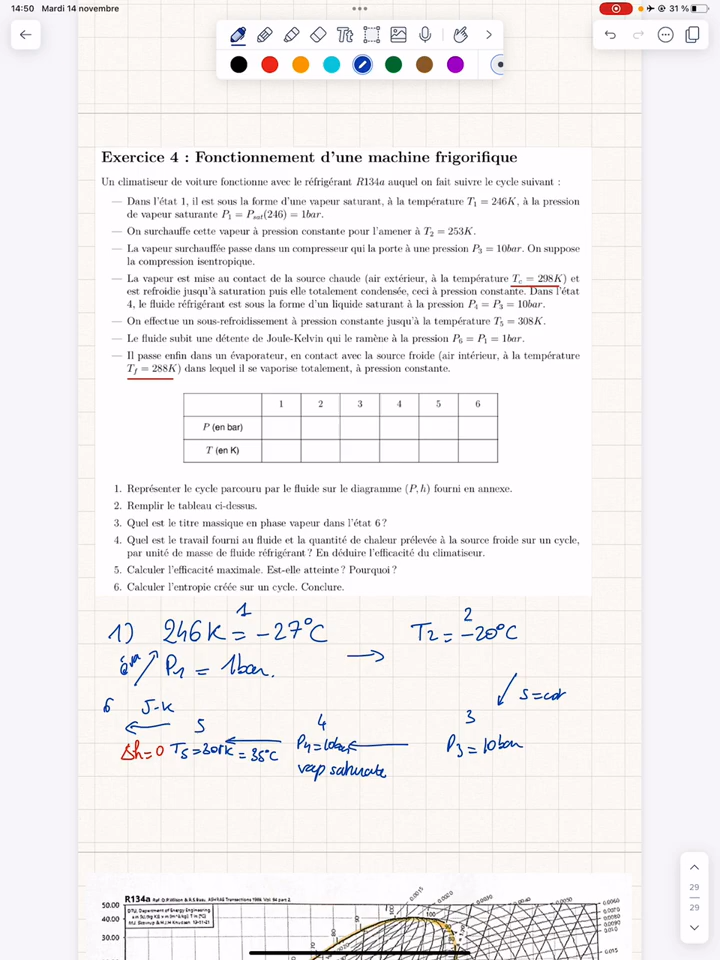 14:50 Mardi 14 novembre
31 %
Exercice 4 : Fonctionnement d'une machine frigorifique
Un climatiseur de voiture fonctionne avec le réfrigérant R134a auquel on fait suivre le cycle suivant :
— Dans l'état 1, il est sous la forme d'une vapeur saturant, à la température T₁ = 246K, à la pression
de vapeur saturante P₁ = Psat(246) = 1bar.
— On surchauffe cette vapeur à pression constante pour l'amener à T₂ = 253K.
— La vapeur surchauffée passe dans un compresseur qui la porte à une pression P₃ = 10bar. On suppose
la compression isentropique.
— La vapeur est mise au contact de la source chaude (air extérieur, à la température Tc = 298K) et
est refroidie jusqu'à saturation puis elle totalement condensée, ceci à pression constante. Dans l'état
4, le fluide réfrigérant est sous la forme d'un liquide saturant à la pression P₄ = P₃ = 10bar.
— On effectue un sous-refroidissement à pression constante jusqu'à la température T₅ = 308K.
— Le fluide subit une détente de Joule-Kelvin qui le ramène à la pression P₆ = P₁ = 1bar.
— Il passe enfin dans un évaporateur, en contact avec la source froide (air intérieur, à la température
Tf = 288K) dans lequel il se vaporise totalement, à pression constante.
1 2 3 4 5 6
P (en bar)
T (en K)
1. Représenter le cycle parcouru par le fluide sur le diagramme (P, h) fourni en annexe.
2. Remplir le tableau ci-dessus.
3. Quel est le titre massique en phase vapeur dans l'état 6 ?
4. Quel est le travail fourni au fluide et la quantité de chaleur prélevée à la source froide sur un cycle,
par unité de masse de fluide réfrigérant ? En déduire l'efficacité du climatiseur.
5. Calculer l'efficacité maximale. Est-elle atteinte ? Pourquoi ?
6. Calculer l'entropie créée sur un cycle. Conclure.
1 2
1) 246K = -27°C T₂ = -20°C
P₁ = 1bar. →
6 J-K S=cst
5 4 3
Δh=0 T₅=308K = 35°C P₄=10bar P₃ = 10bar
vap saturante
29
29
R134a
50.00
40.00
30.00